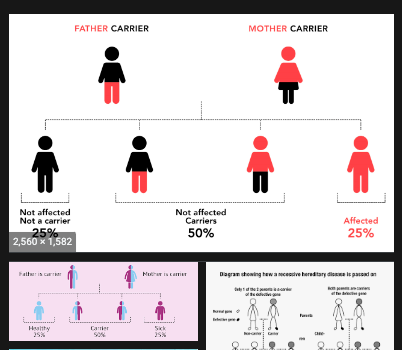 FATHER CARRIER
MOTHER CARRIER
Not affected
Not a carrier
25%
Not affected
Carriers
50%
Affected
25%
2,560 × 1,582
Father is carrier
Mother is carrier
Healthy
25%
Carrier
50%
Sick
25%
Diagram showing how a recessive hereditary disease is passed on
Only 1 of the 2 parents is a carrier
of the defective gene
Both parents are
carriers of the
defective gene
Normal gene
Defective gene
Parents
Non-carrier
Carrier
Child-